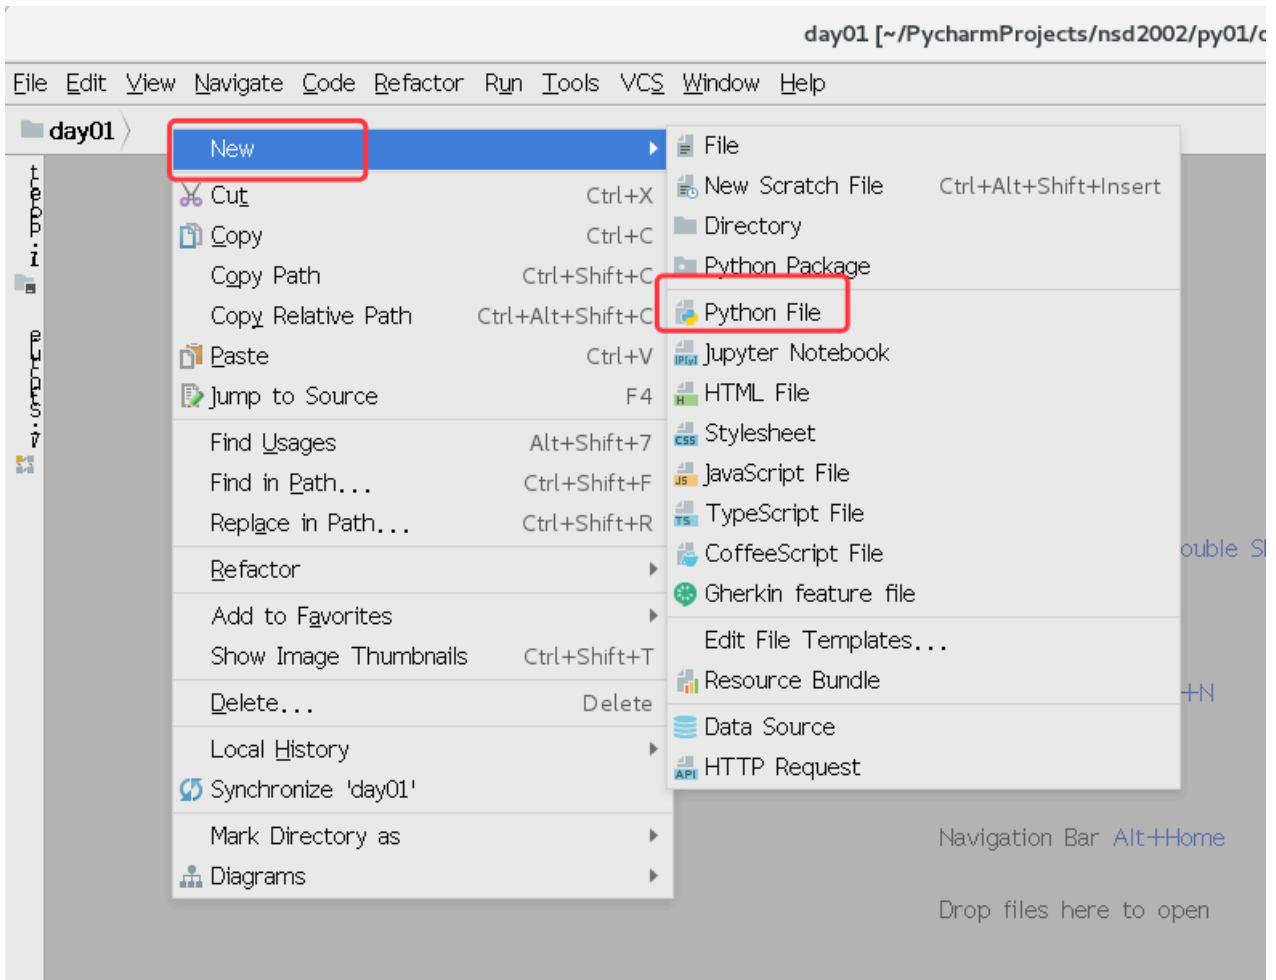 day01 [~/PycharmProjects/nsd2002/py01/
File Edit View Navigate Code Refactor Run Tools VCS Window Help
day01
New
Cut Ctrl+X
Copy Ctrl+C
Copy Path Ctrl+Shift+C
Copy Relative Path Ctrl+Alt+Shift+C
Paste Ctrl+V
Jump to Source F4
Find Usages Alt+Shift+7
Find in Path... Ctrl+Shift+F
Replace in Path... Ctrl+Shift+R
Refactor
Add to Favorites
Show Image Thumbnails Ctrl+Shift+T
Delete... Delete
Local History
Synchronize 'day01'
Mark Directory as
Diagrams
File
New Scratch File Ctrl+Alt+Shift+Insert
Directory
Python Package
Python File
Jupyter Notebook
HTML File
Stylesheet
JavaScript File
TypeScript File
CoffeeScript File
Gherkin feature file
Edit File Templates...
Resource Bundle
Data Source
HTTP Request
ouble
+N
Navigation Bar Alt+Home
Drop files here to open